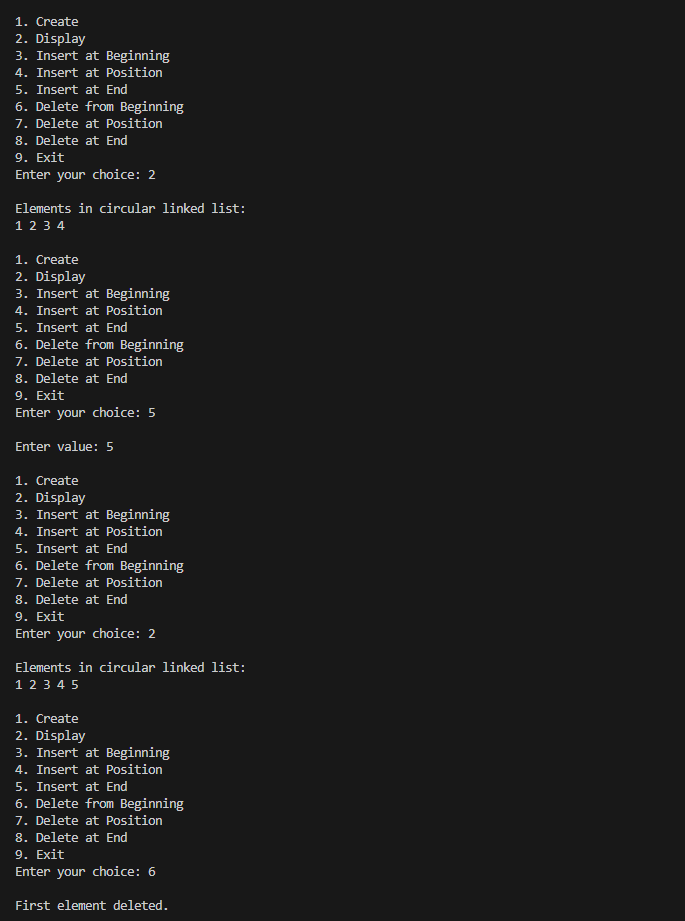 1. Create
2. Display
3. Insert at Beginning
4. Insert at Position
5. Insert at End
6. Delete from Beginning
7. Delete at Position
8. Delete at End
9. Exit
Enter your choice: 2
Elements in circular linked list:
1 2 3 4
1. Create
2. Display
3. Insert at Beginning
4. Insert at Position
5. Insert at End
6. Delete from Beginning
7. Delete at Position
8. Delete at End
9. Exit
Enter your choice: 5
Enter value: 5
1. Create
2. Display
3. Insert at Beginning
4. Insert at Position
5. Insert at End
6. Delete from Beginning
7. Delete at Position
8. Delete at End
9. Exit
Enter your choice: 2
Elements in circular linked list:
1 2 3 4 5
1. Create
2. Display
3. Insert at Beginning
4. Insert at Position
5. Insert at End
6. Delete from Beginning
7. Delete at Position
8. Delete at End
9. Exit
Enter your choice: 6
First element deleted.